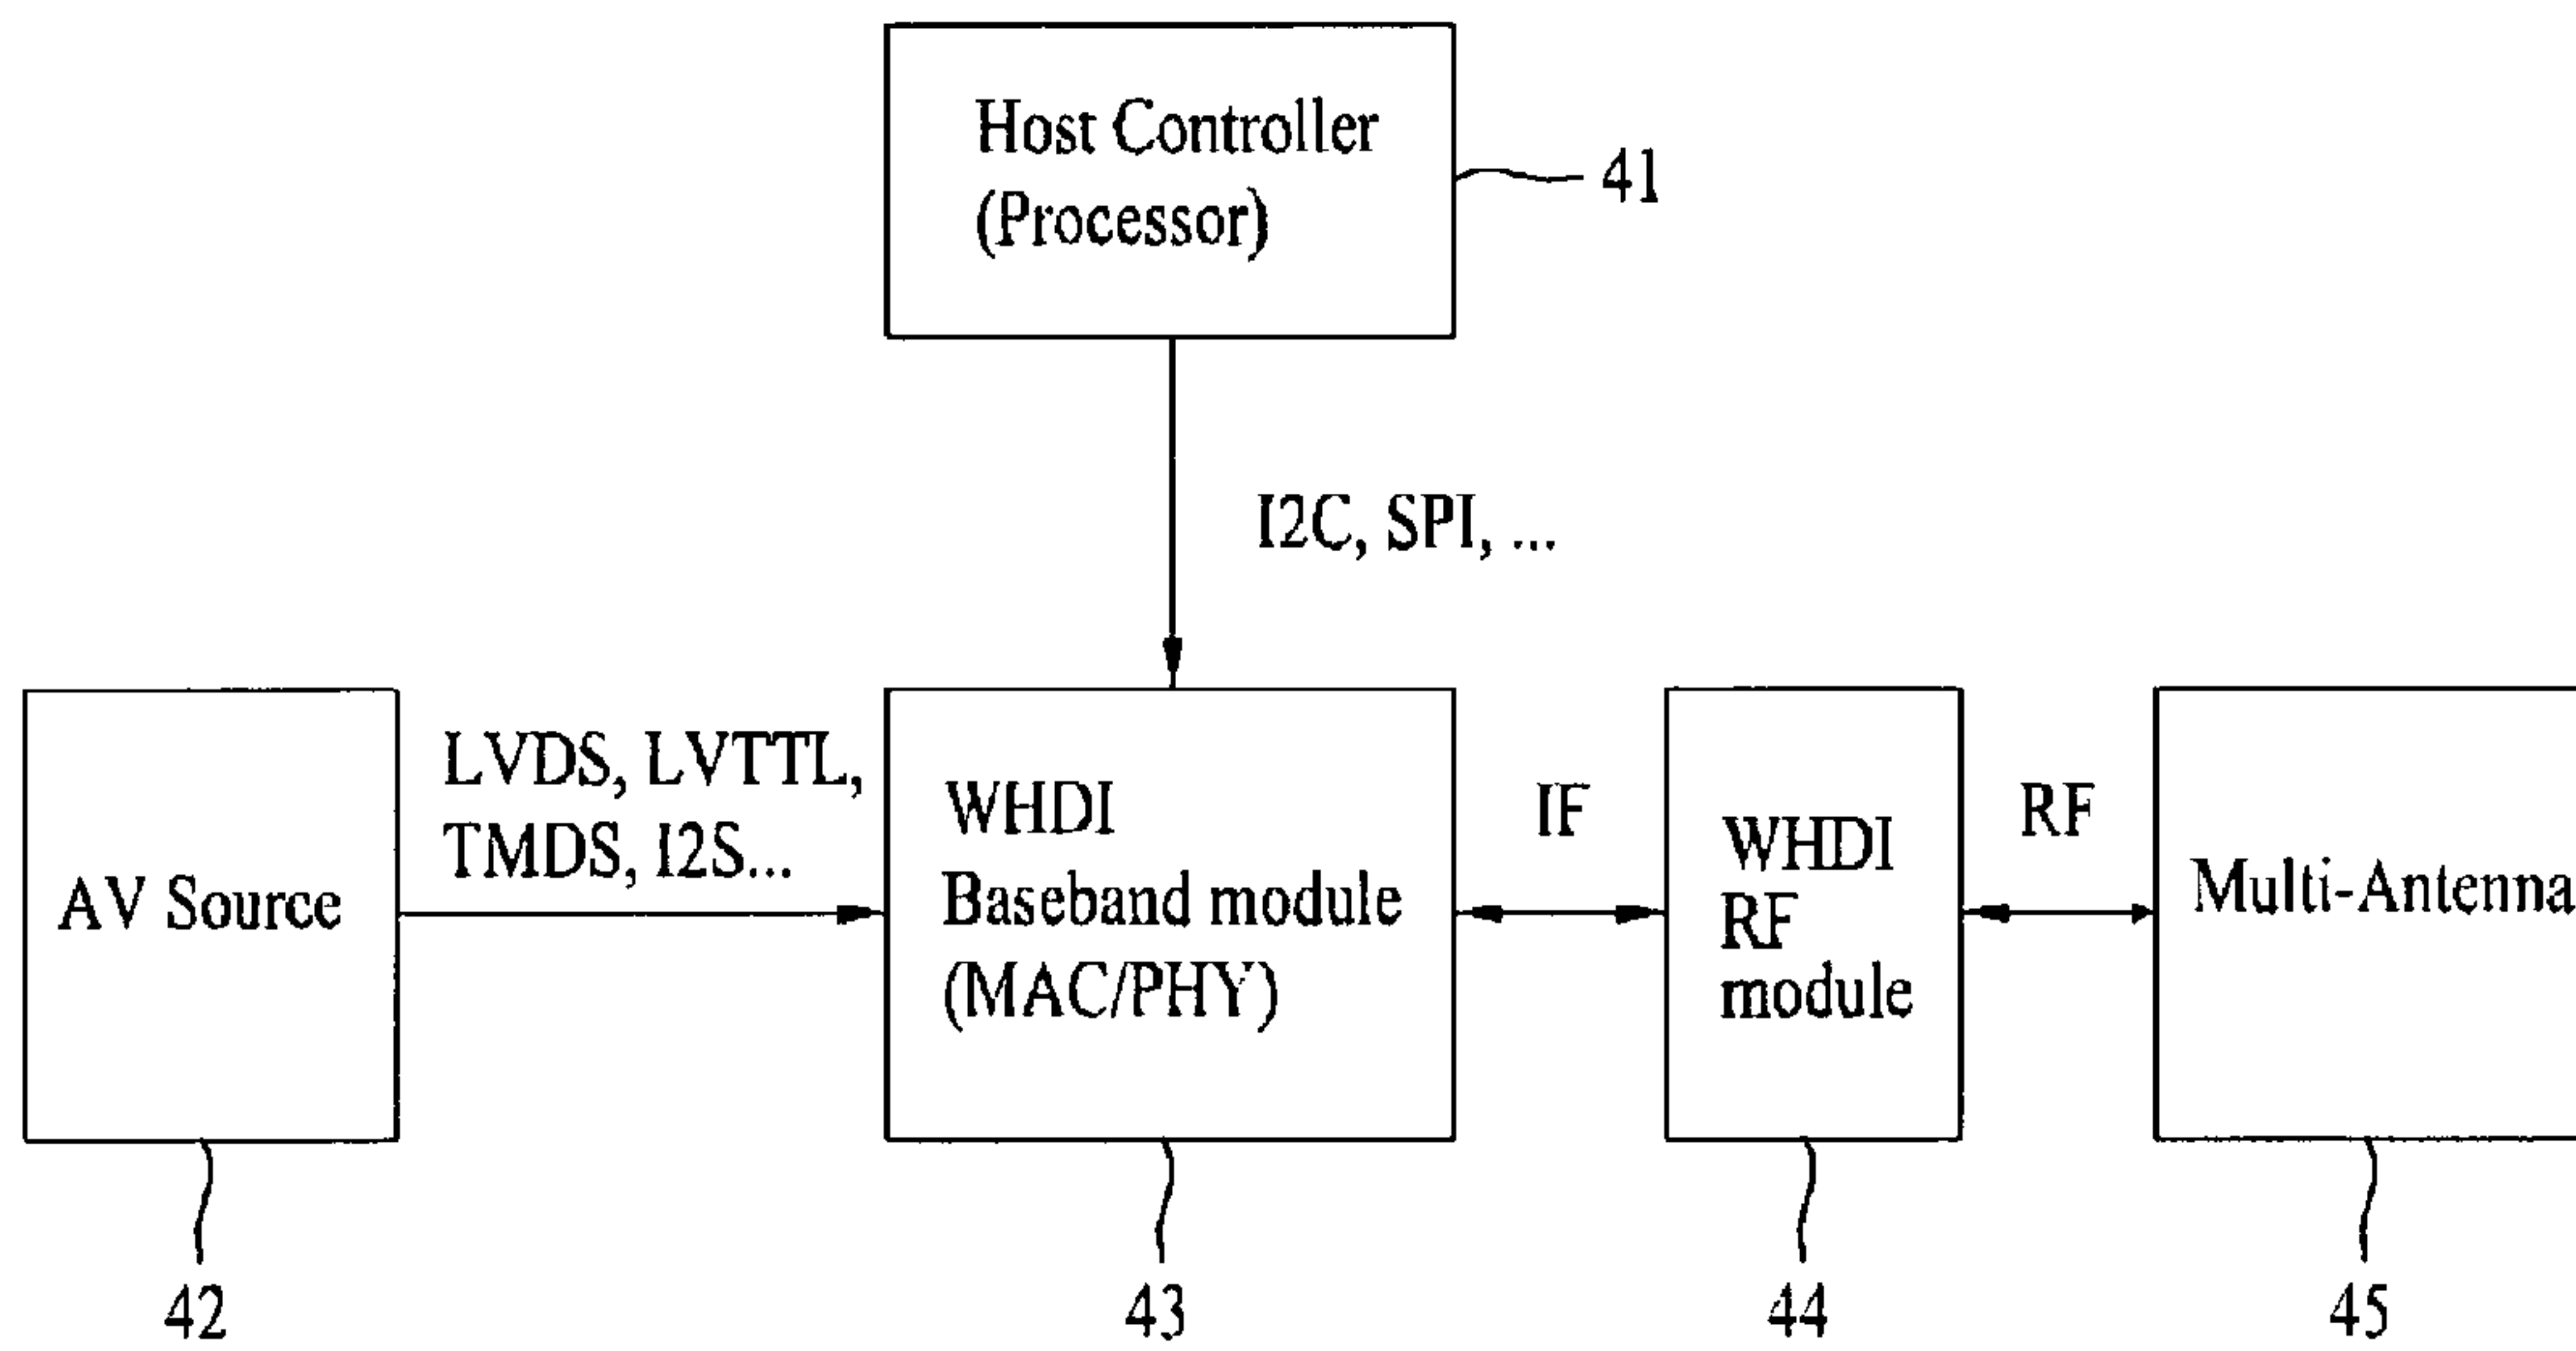 Host Controller
(Processor)
41
I2C, SPI, ...
AV Source
LVDS, LVTTL,
TMDS, I2S...
WHDI
Baseband module
(MAC/PHY)
IF
WHDI
RF
module
RF
Multi-Antenna
42
43
44
45